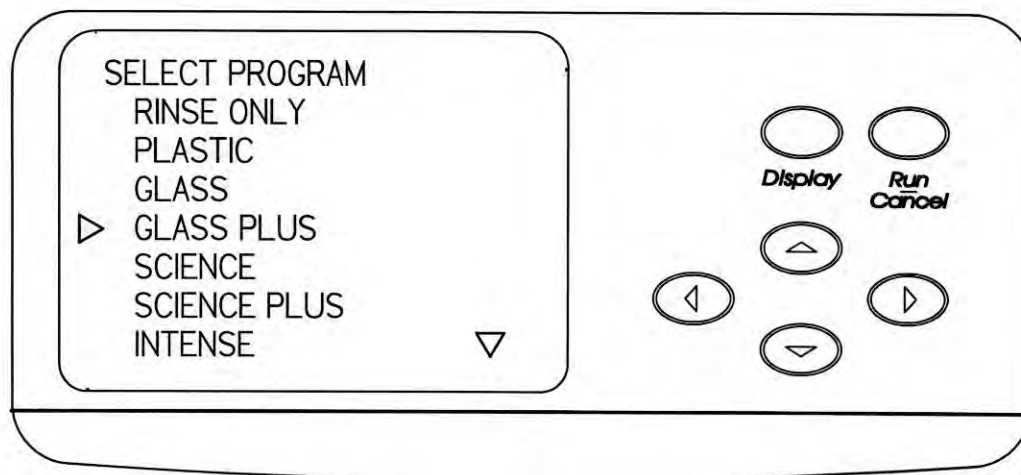 SELECT PROGRAM
RINSE ONLY
PLASTIC
GLASS
GLASS PLUS
SCIENCE
SCIENCE PLUS
INTENSE
Display
Run
Cancel